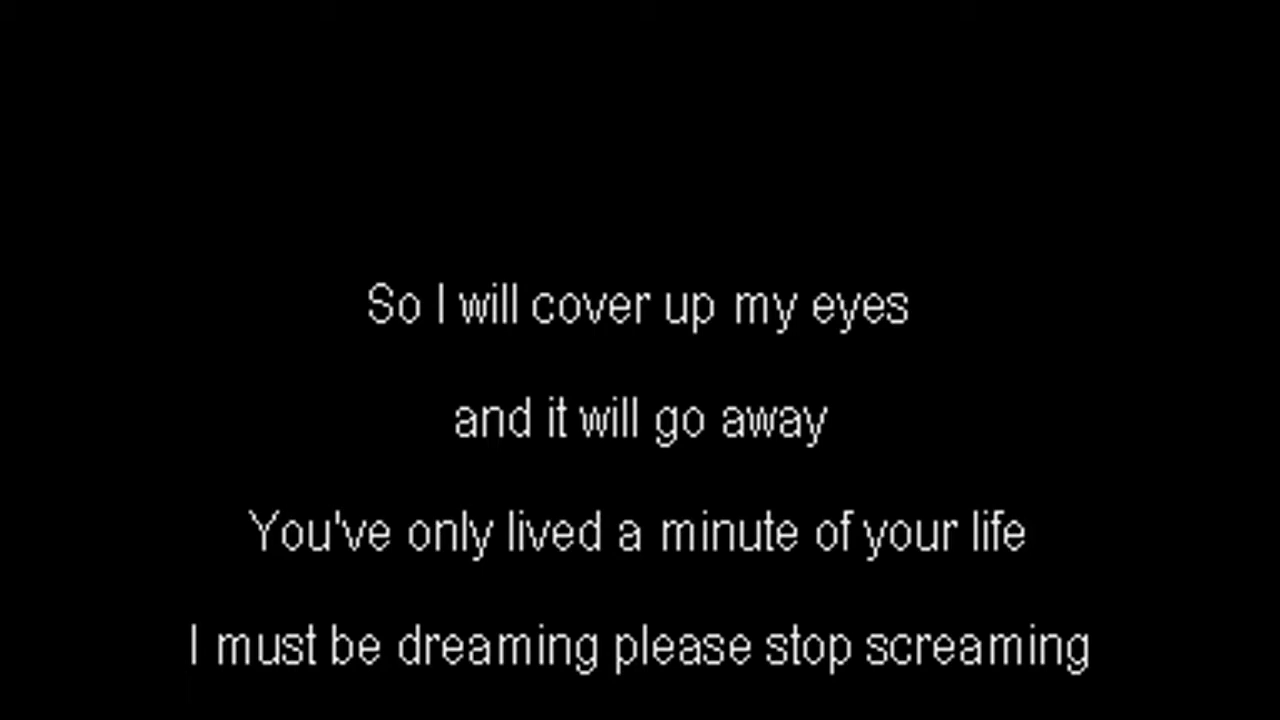 So I will cover up my eyes
and it will go away
You've only lived a minute of your life
I must be dreaming please stop screaming